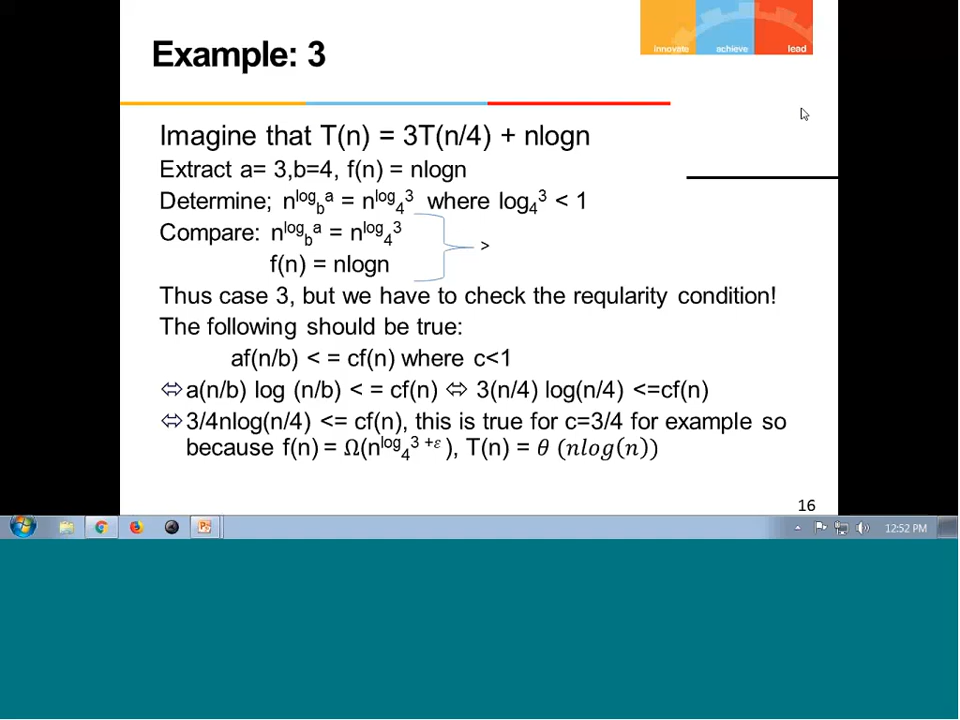 Example: 3
innovate achieve lead
Imagine that T(n) = 3T(n/4) + nlogn
Extract a= 3,b=4, f(n) = nlogn
Determine; n^log_b^a = n^log_4^3 where log_4^3 < 1
Compare: n^log_b^a = n^log_4^3
>
f(n) = nlogn
Thus case 3, but we have to check the reqularity condition!
The following should be true:
af(n/b) < = cf(n) where c<1
⇔a(n/b) log (n/b) < = cf(n) ⇔ 3(n/4) log(n/4) <=cf(n)
⇔3/4nlog(n/4) <= cf(n), this is true for c=3/4 for example so
because f(n) = Ω(n^log_4^3 +ε), T(n) = θ (nlog(n))
16
12:52 PM